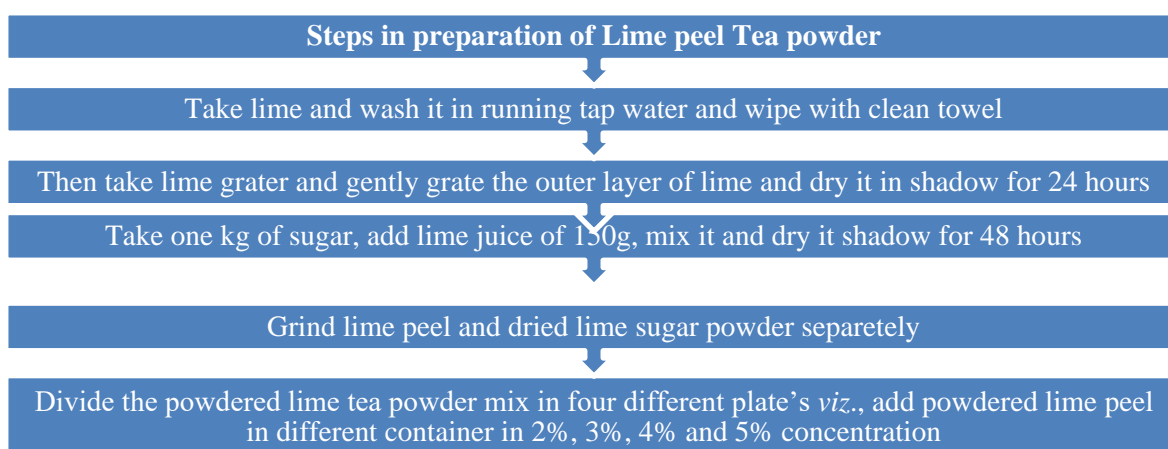 Steps in preparation of Lime peel Tea powder
Take lime and wash it in running tap water and wipe with clean towel
Then take lime grater and gently grate the outer layer of lime and dry it in shadow for 24 hours
Take one kg of sugar, add lime juice of 150g, mix it and dry it shadow for 48 hours
Grind lime peel and dried lime sugar powder separetely
Divide the powdered lime tea powder mix in four different plate's viz., add powdered lime peel
in different container in 2%, 3%, 4% and 5% concentration